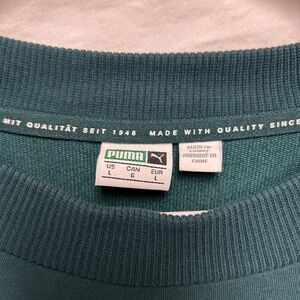 MIT QUALITÄT SEIT 1948 MADE WITH QUALITY SINCE
PUMA
US CAN EUR
L G L
MADE IN
CHINA
FABRIQUÉ EN
CHINE